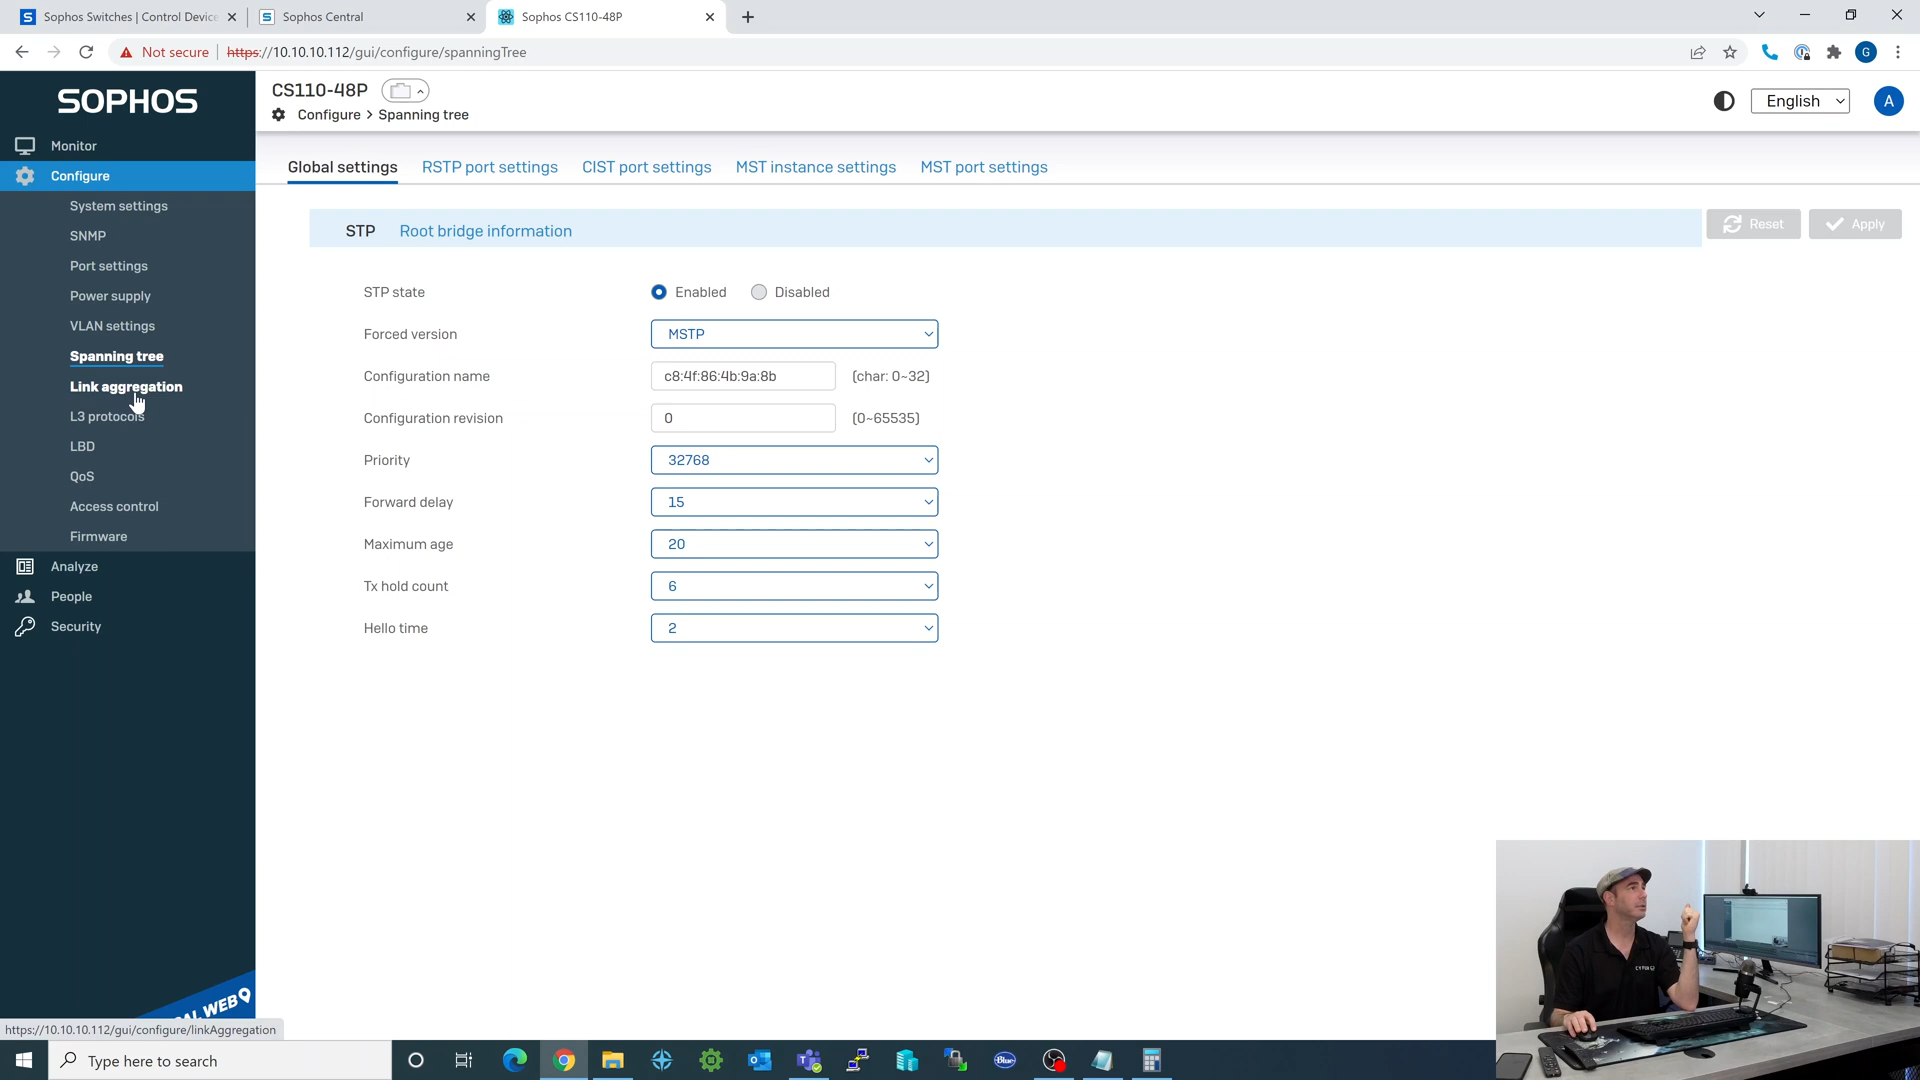 Sophos Switches | Control Device
Sophos Central
Sophos CS110-48P
Not secure
https://10.10.10.112/gui/configure/spanningTree
G
SOPHOS
Monitor
Configure
System settings
SNMP
Port settings
Power supply
VLAN settings
Spanning tree
Link aggregation
L3 protocols
LBD
QoS
Access control
Firmware
Analyze
People
Security
CS110-48P
Configure > Spanning tree
English
A
Global settings
RSTP port settings
CIST port settings
MST instance settings
MST port settings
STP
Root bridge information
Reset
Apply
STP state
Enabled
Disabled
Forced version
MSTP
Configuration name
c8:4f:86:4b:9a:8b
(char: 0~32)
Configuration revision
0
(0~65535)
Priority
32768
Forward delay
15
Maximum age
20
Tx hold count
6
Hello time
2
WEB
https://10.10.10.112/gui/configure/linkAggregation
Type here to search
Blue